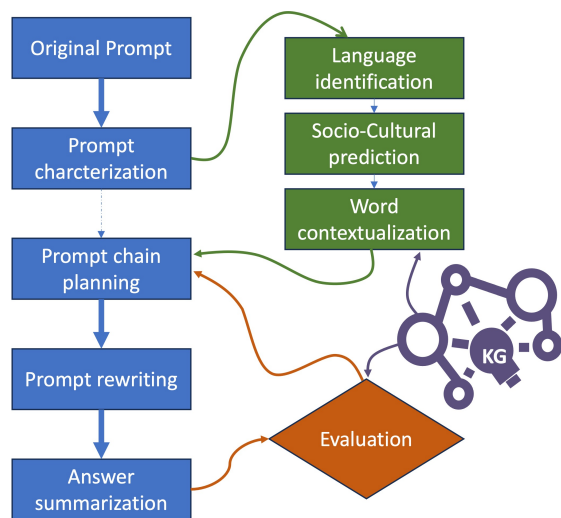 Original Prompt
Prompt
charcterization
Prompt chain
planning
Prompt rewriting
Answer
summarization
Language
identification
Socio-Cultural
prediction
Word
contextualization
KG
Evaluation